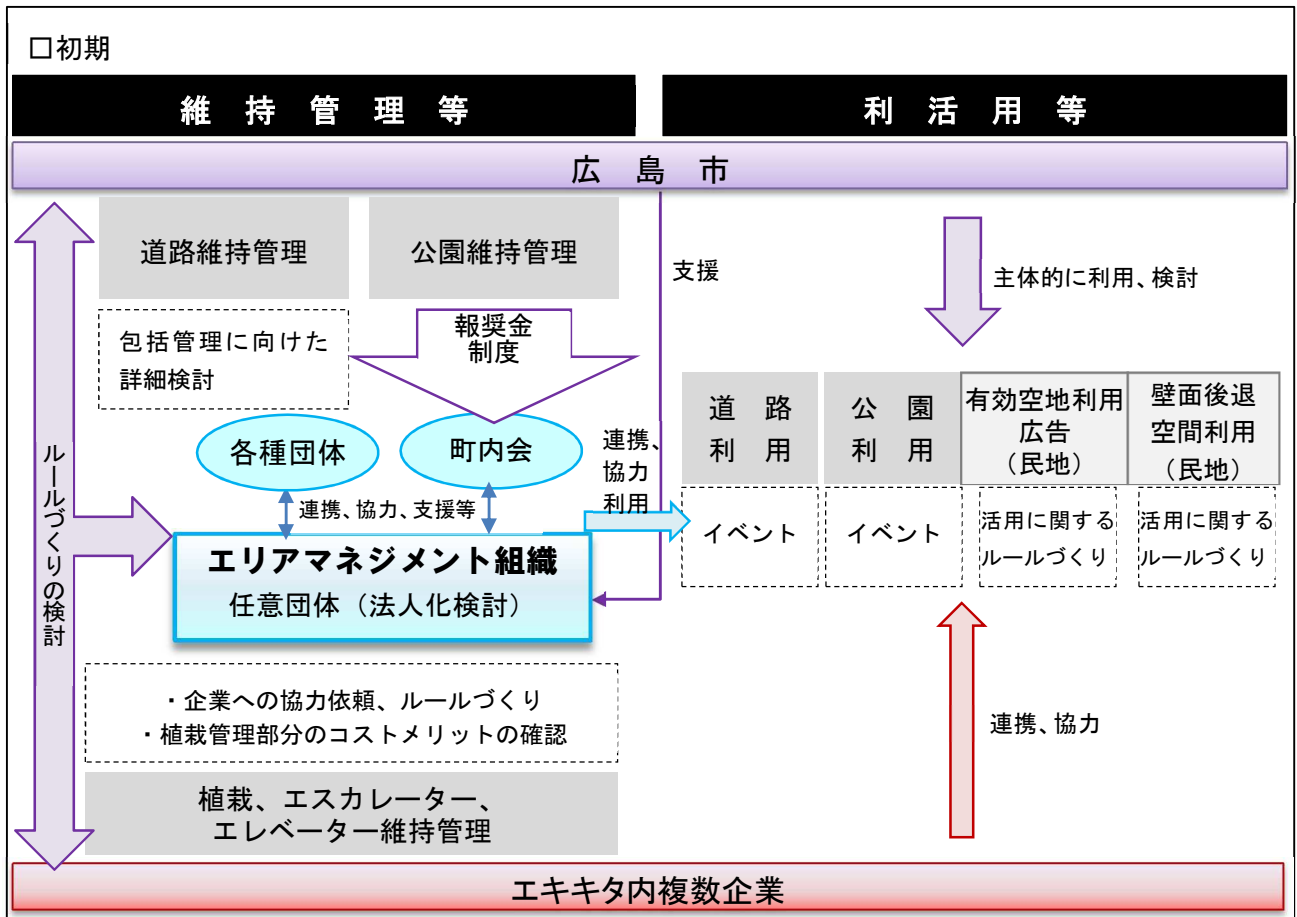 □初期
維持管理等
利活用等
広島市
道路維持管理
公園維持管理
包括管理に向けた
詳細検討
報奨金
制度
各種団体
町内会
連携、協力、支援等
エリアマネジメント組織
任意団体（法人化検討）
・企業への協力依頼、ルールづくり
・植栽管理部分のコストメリットの確認
植栽、エスカレーター、
エレベーター維持管理
ルールづくりの検討
支援
連携、
協力
利用
主体的に利用、検討
道路
利用
公園
利用
有効空地利用
広告
（民地）
壁面後退
空間利用
（民地）
イベント
イベント
活用に関する
ルールづくり
活用に関する
ルールづくり
連携、協力
エキキタ内複数企業